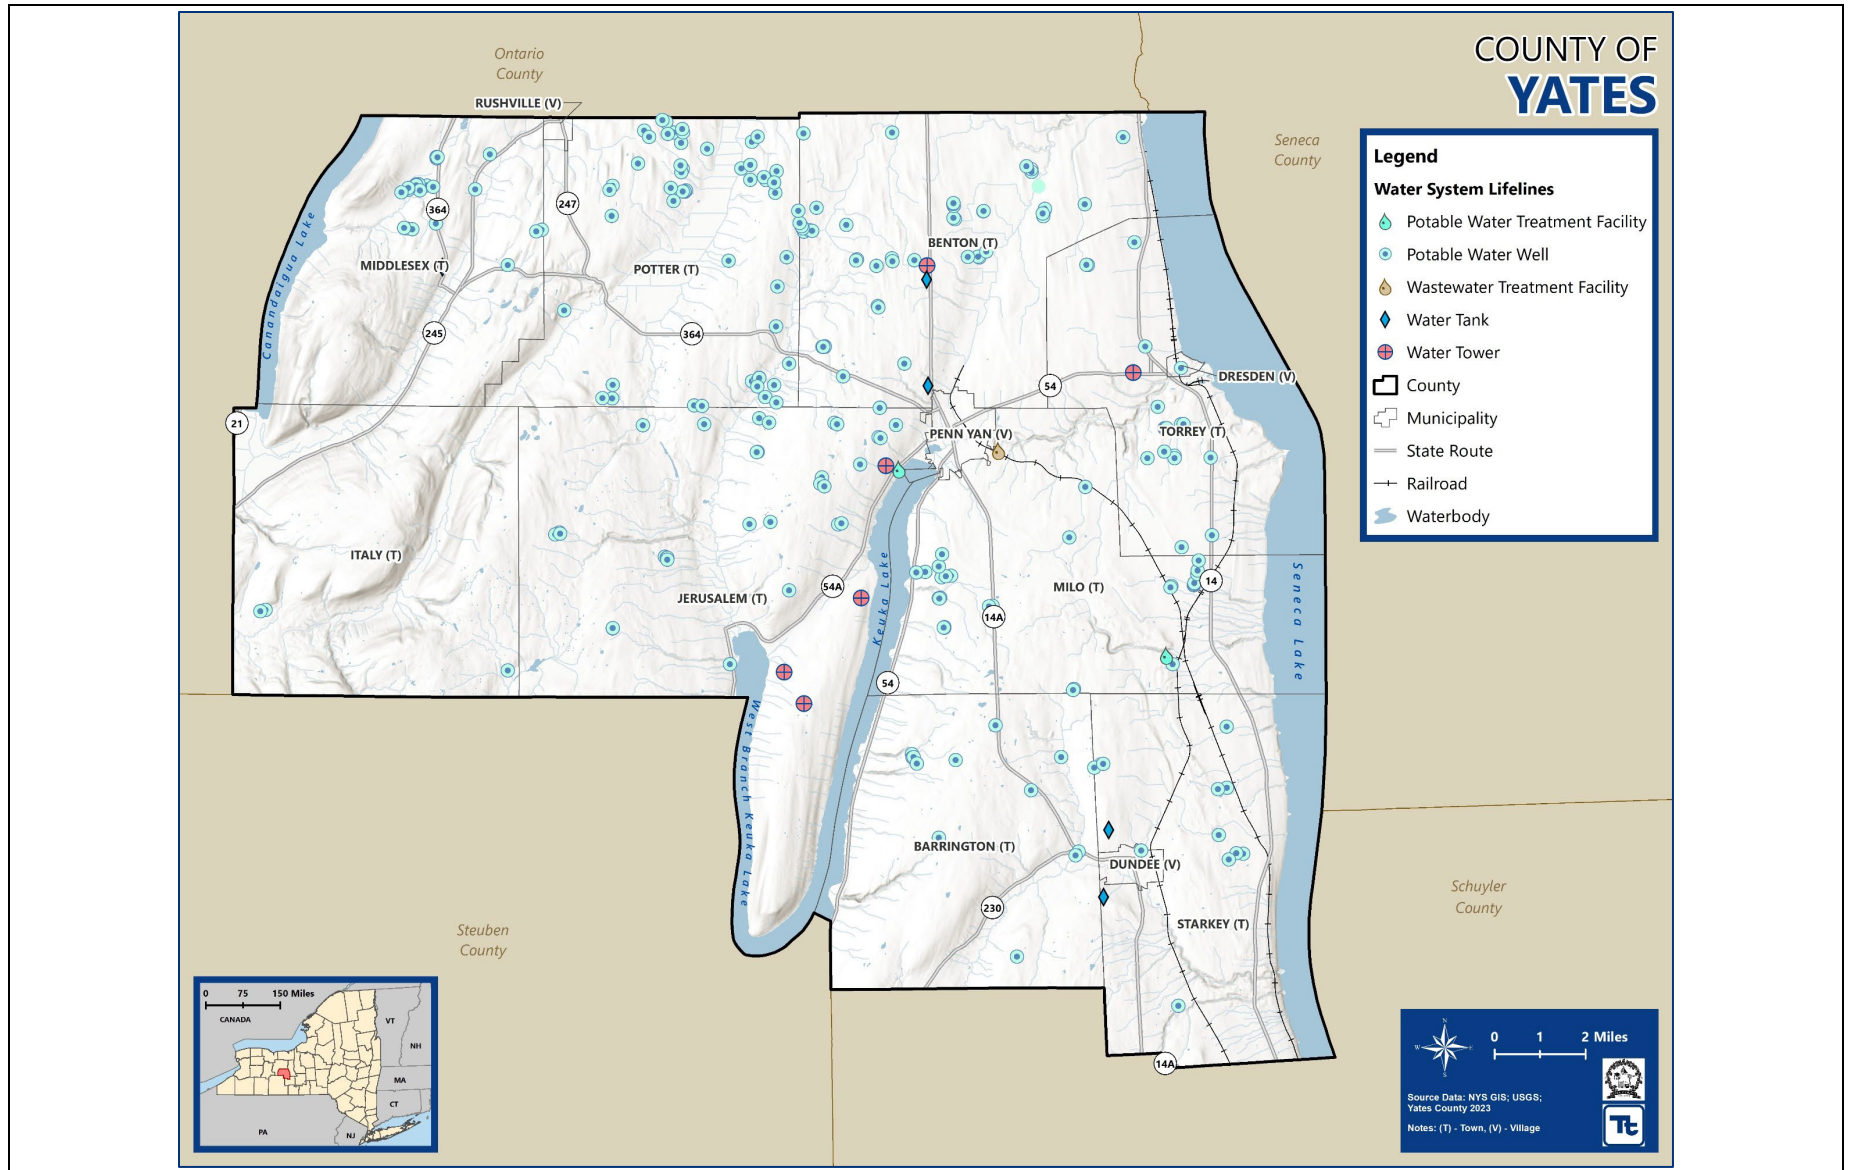 COUNTY OF
YATES
Ontario
County
Seneca
County
Steuben
County
Schuyler
County
RUSHVILLE (V)
MIDDLESEX (T)
POTTER (T)
BENTON (T)
DRESDEN (V)
PENN YAN (V)
TORREY (T)
ITALY (T)
JERUSALEM (T)
MILO (T)
BARRINGTON (T)
DUNDEE (V)
STARKEY (T)
Canandaigua Lake
Keuka Lake
West Branch Keuka Lake
Seneca Lake
364
247
245
364
21
54
54A
14A
14
54
230
14A
Legend
Water System Lifelines
Potable Water Treatment Facility
Potable Water Well
Wastewater Treatment Facility
Water Tank
Water Tower
County
Municipality
State Route
Railroad
Waterbody
0 75 150 Miles
CANADA
VT
NH
MA
CT
PA
NJ
N
W E
S
0 1 2 Miles
Source Data: NYS GIS; USGS;
Yates County 2023
Notes: (T) - Town, (V) - Village
Tt